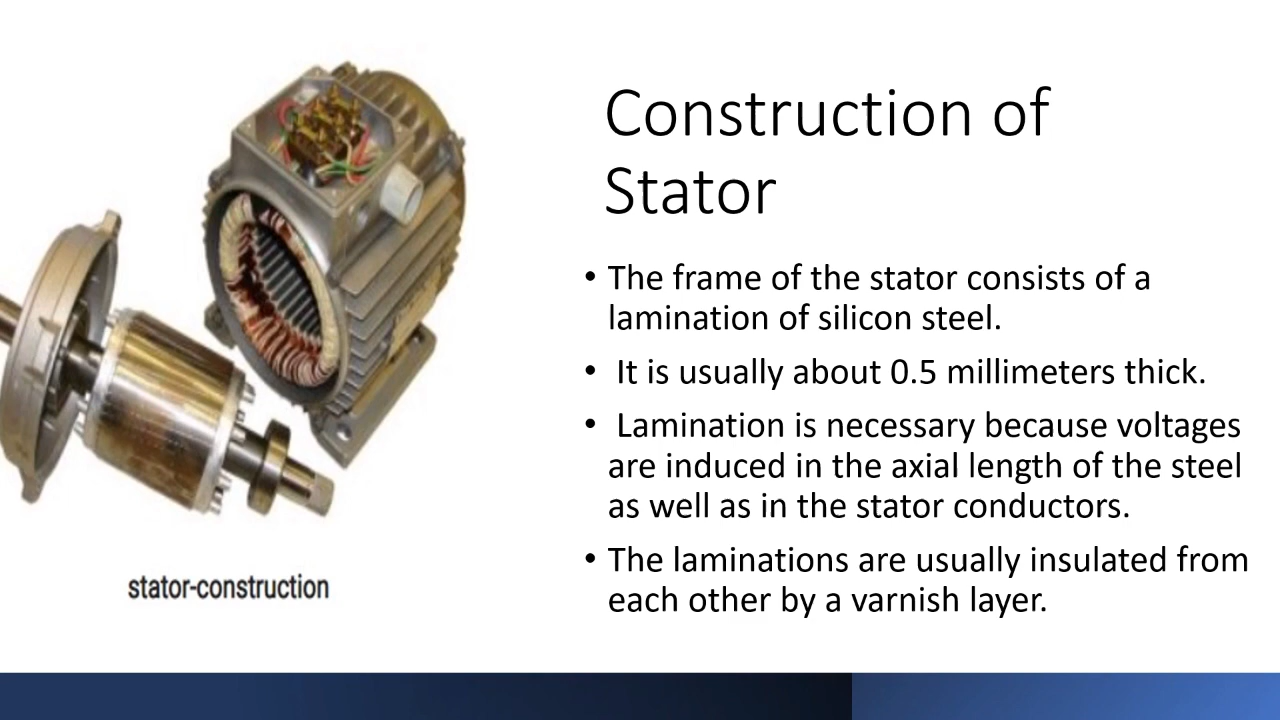 Construction of
Stator
• The frame of the stator consists of a
lamination of silicon steel.
• It is usually about 0.5 millimeters thick.
• Lamination is necessary because voltages
are induced in the axial length of the steel
as well as in the stator conductors.
• The laminations are usually insulated from
each other by a varnish layer.
stator-construction